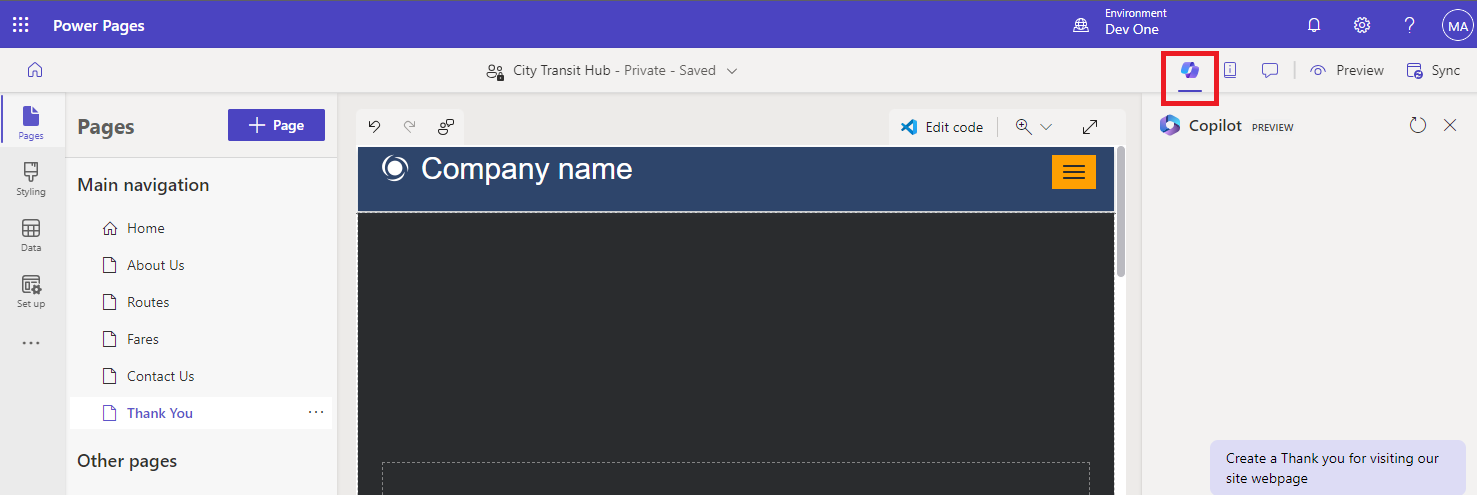 Power Pages
Environment
Dev One
MA
City Transit Hub - Private - Saved
Preview
Sync
Pages
Styling
Data
Set up
Pages
Page
Main navigation
Home
About Us
Routes
Fares
Contact Us
Thank You
Other pages
Edit code
Company name
Copilot PREVIEW
Create a Thank you for visiting our
site webpage